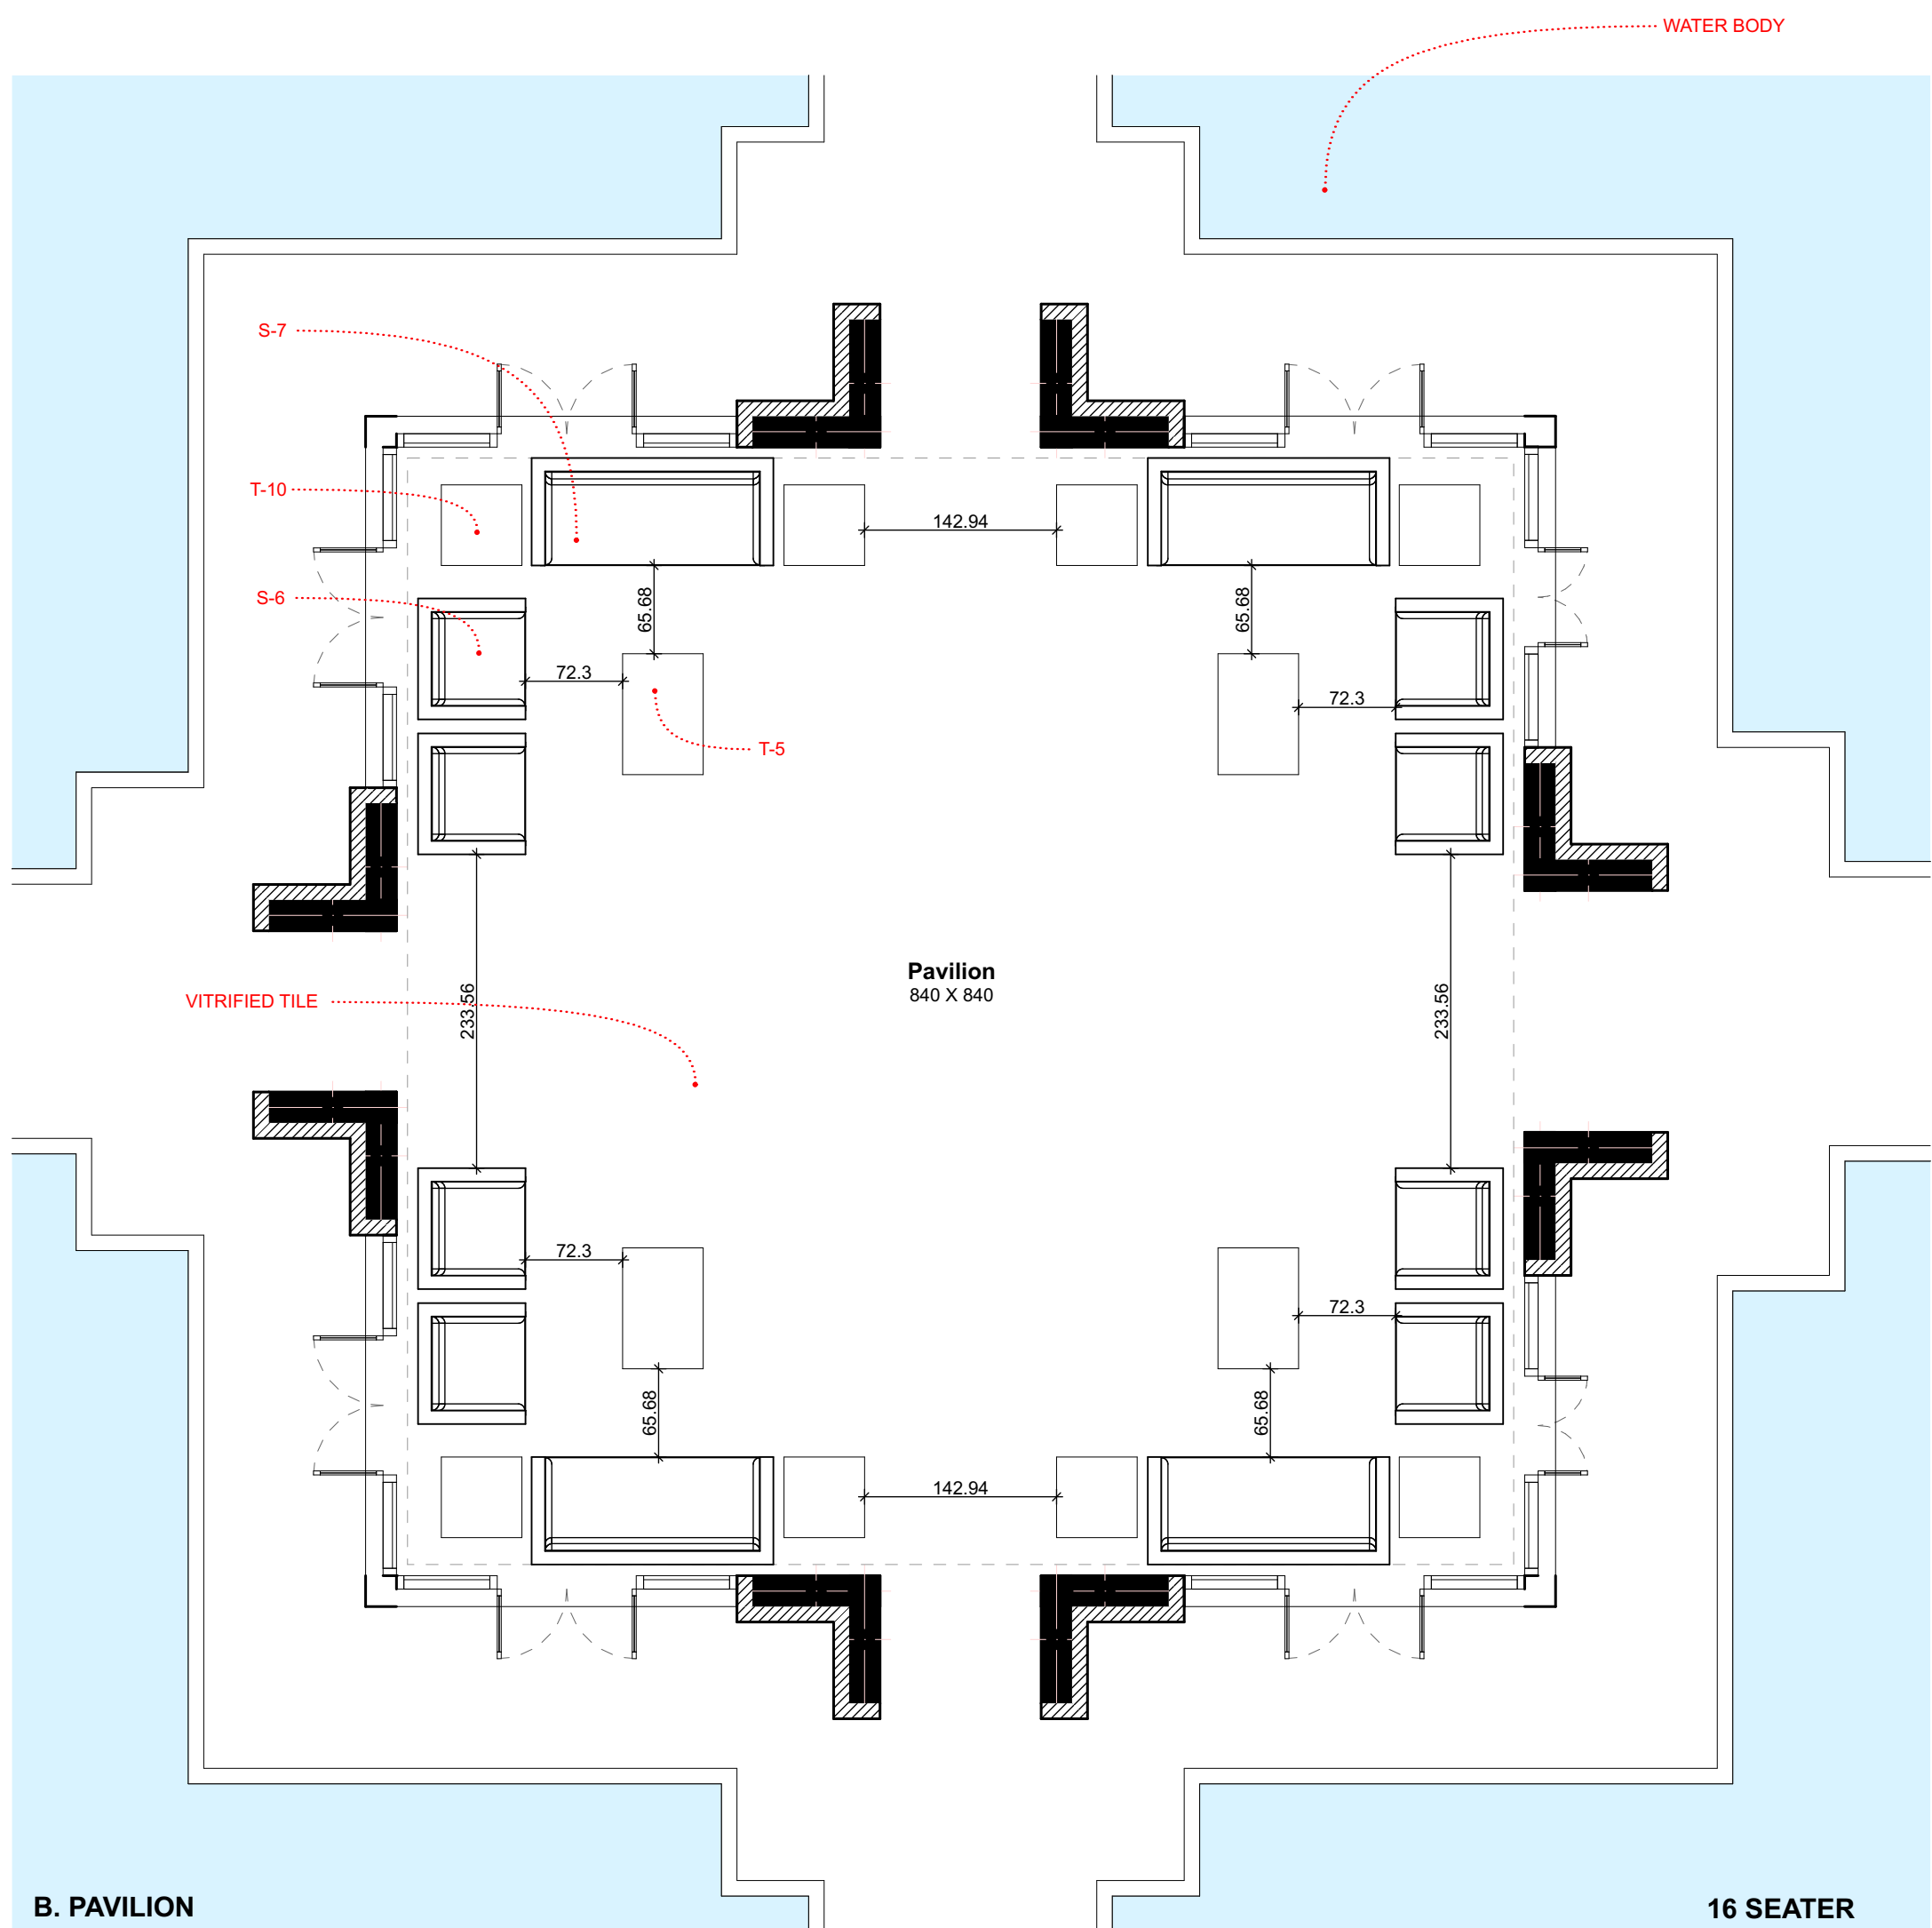 WATER BODY
S-7
T-10
142.94
65.68
65.68
S-6
72.3
72.3
T-5
Pavilion
840 X 840
VITRIFIED TILE
233.56
233.56
72.3
72.3
65.68
65.68
142.94
B. PAVILION
16 SEATER